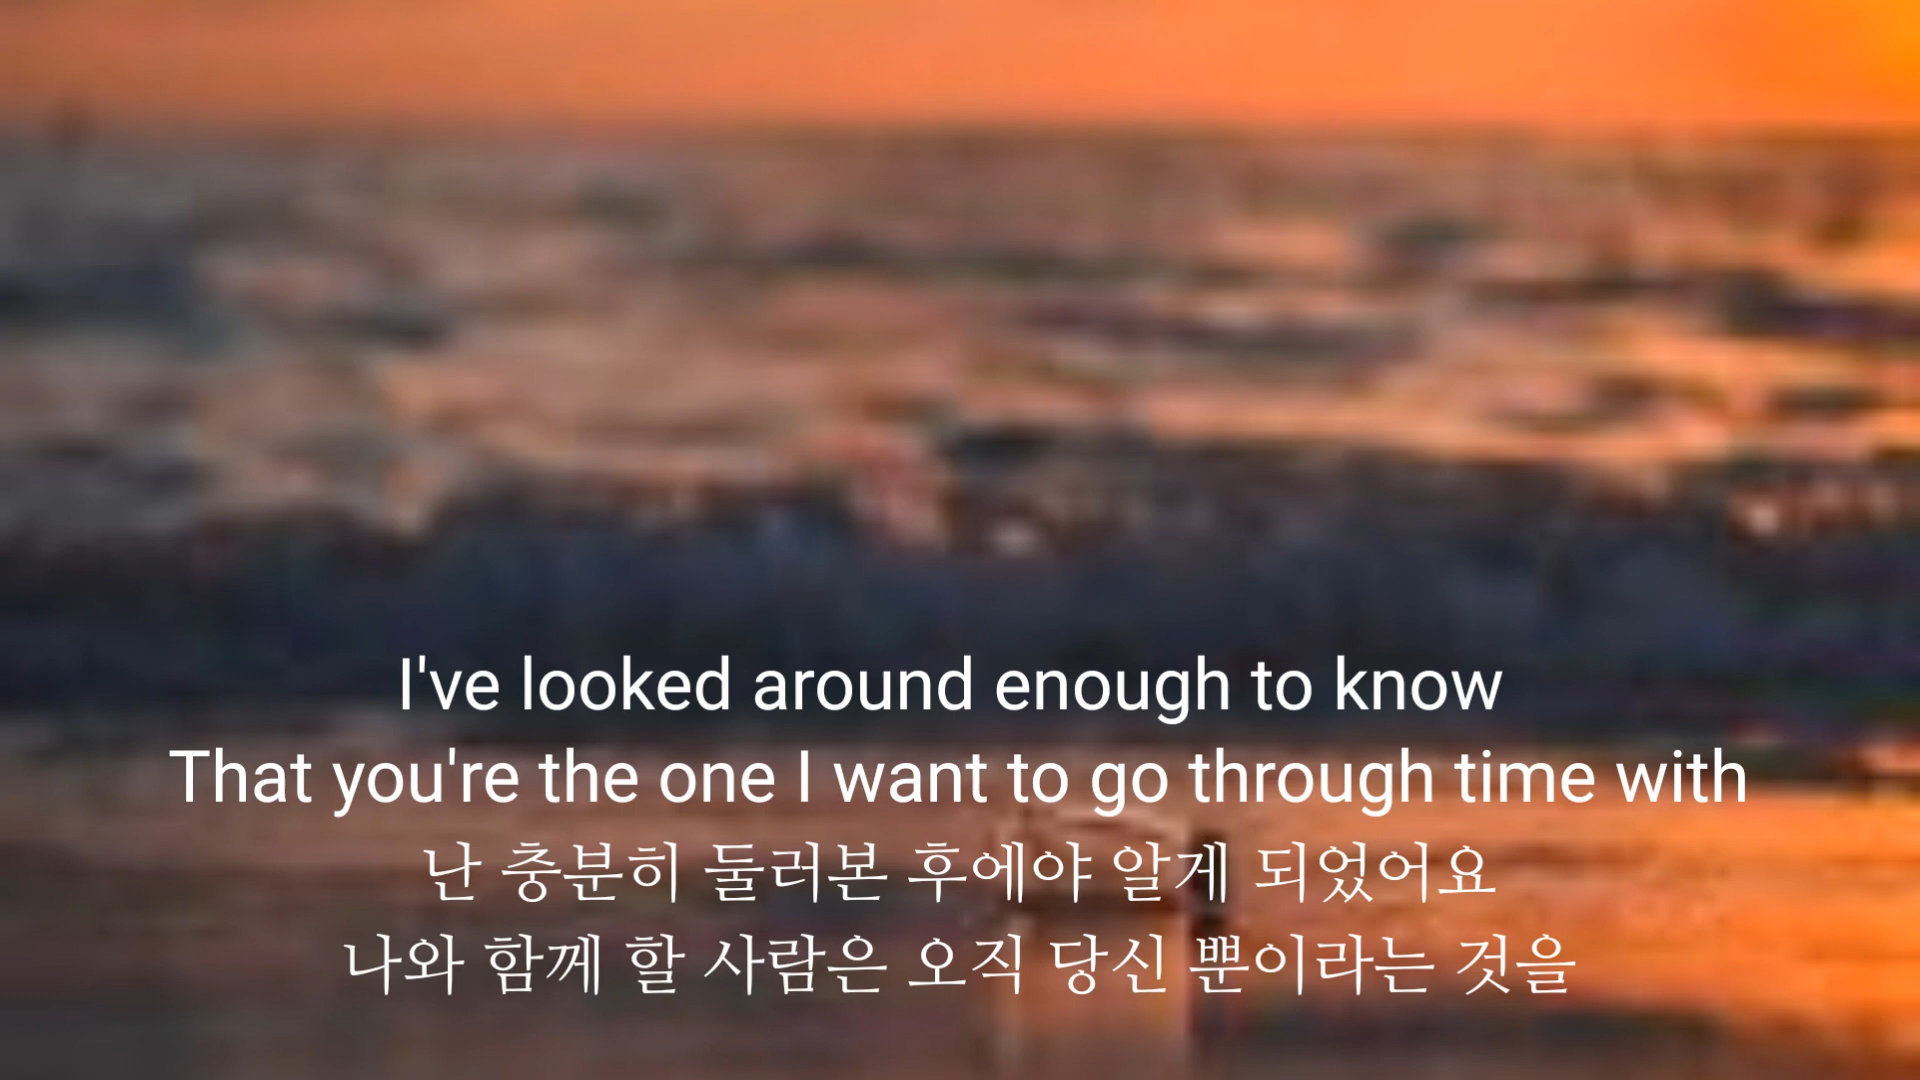 I've looked around enough to know
That you're the one I want to go through time with
난 충분히 둘러본 후에야 알게 되었어요
나와 함께 할 사람은 오직 당신 뿐이라는 것을